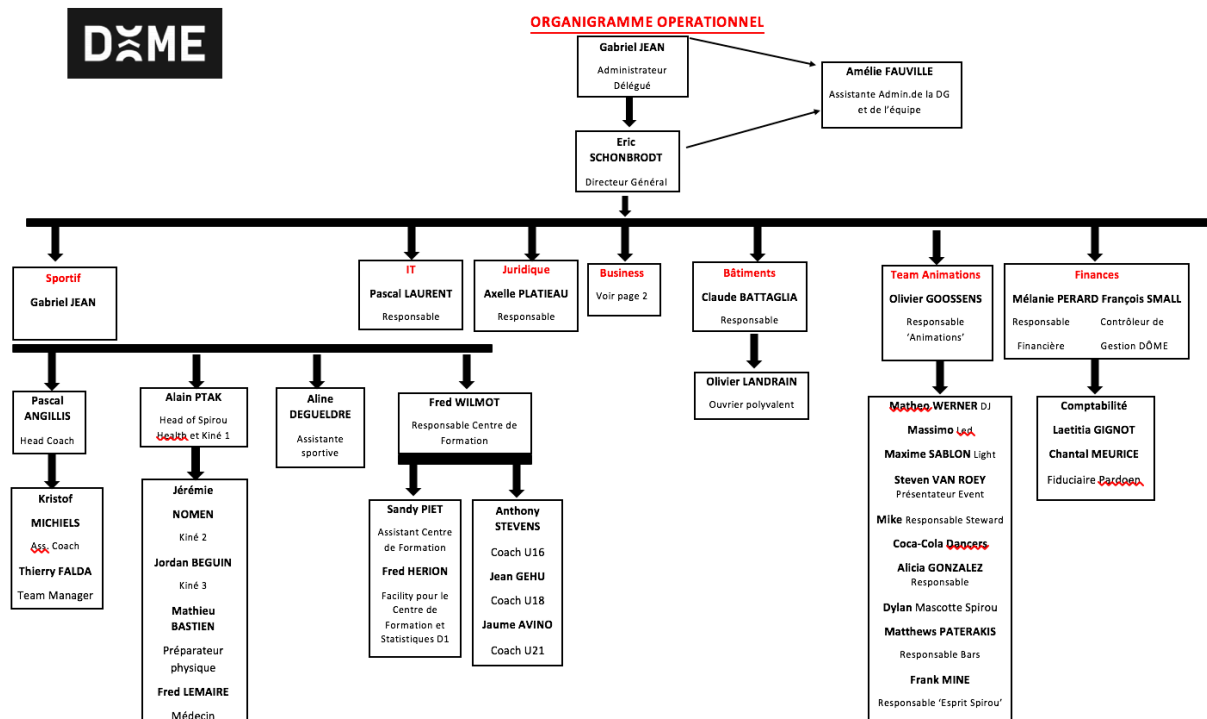 DÔME
ORGANIGRAMME OPERATIONNEL
Gabriel JEAN
Administrateur
Délégué
Amélie FAUVILLE
Assistante Admin.de la DG
et de l'équipe
Eric
SCHONBRODT
Directeur Général
Sportif
Gabriel JEAN
IT
Pascal LAURENT
Responsable
Juridique
Axelle PLATIEAU
Responsable
Business
Voir page 2
Bâtiments
Claude BATTAGLIA
Responsable
Team Animations
Olivier GOOSSENS
Responsable
'Animations'
Finances
Mélanie PERARD François SMALL
Responsable Contrôleur de
Financière Gestion DÔME
Pascal
ANGILLIS
Head Coach
Alain PTAK
Head of Spirou
Health et Kiné 1
Aline
DEGUELDRE
Assistante
sportive
Fred WILMOT
Responsable Centre de
Formation
Olivier LANDRAIN
Ouvrier polyvalent
Kristof
MICHIELS
Ass. Coach
Thierry FALDA
Team Manager
Jérémie
NOMEN
Kiné 2
Jordan BEGUIN
Kiné 3
Mathieu
BASTIEN
Préparateur
physique
Fred LEMAIRE
Médecin
Sandy PIET
Assistant Centre
de Formation
Fred HERION
Facility pour le
Centre de
Formation et
Statistiques D1
Anthony
STEVENS
Coach U16
Jean GEHU
Coach U18
Jaume AVINO
Coach U21
Matheo WERNER DJ
Massimo Led
Maxime SABLON Light
Steven VAN ROEY
Présentateur Event
Mike Responsable Steward
Coca-Cola Dancers
Alicia GONZALEZ
Responsable
Dylan Mascotte Spirou
Matthews PATERAKIS
Responsable Bars
Frank MINE
Responsable 'Esprit Spirou'
Comptabilité
Laetitia GIGNOT
Chantal MEURICE
Fiduciaire Pardoen